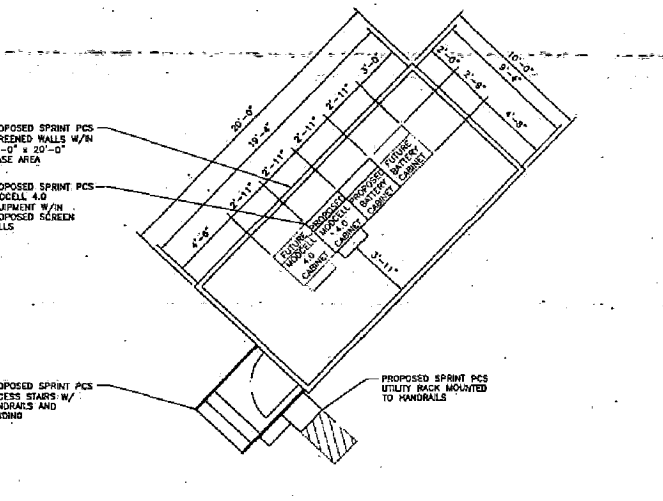 10'-0"
9'-4"
2'-0"
2'-8"
4'-8"
20'-0"
19'-4"
3'-0"
2'-11"
2'-11"
2'-11"
2'-11"
4'-8"
OPOSED SPRINT PCS
REENED WALLS W/IN
-0" x 20'-0"
ASE AREA
OPOSED SPRINT PCS
DCELL 4.0
UIPMENT W/IN
OPOSED SCREEN
LLS
FUTURE
MODCELL
4.0
CABINET
PROPOSED
MODCELL
4.0
CABINET
PROPOSED
BATTERY
CABINET
FUTURE
BATTERY
CABINET
3'-11"
OPOSED SPRINT PCS
CESS STAIRS W/
NDRAILS AND
NDING
PROPOSED SPRINT PCS
UTILITY RACK MOUNTED
TO HANDRAILS